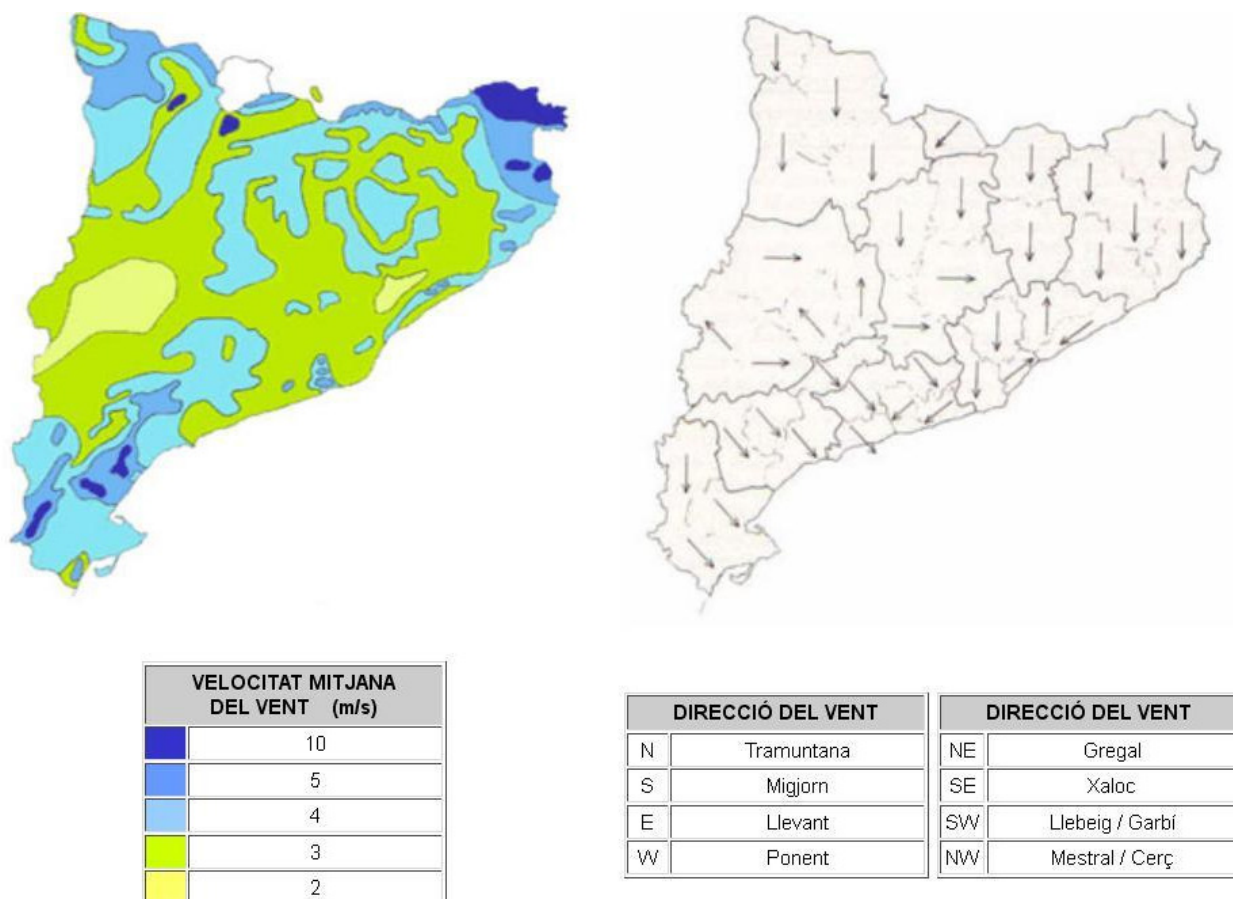 VELOCITAT MITJANA
DEL VENT (m/s)
10
5
4
3
2
DIRECCIÓ DEL VENT
N Tramuntana
S Migjorn
E Llevant
W Ponent
DIRECCIÓ DEL VENT
NE Gregal
SE Xaloc
SW Llebeig / Garbí
NW Mestral / Cerç